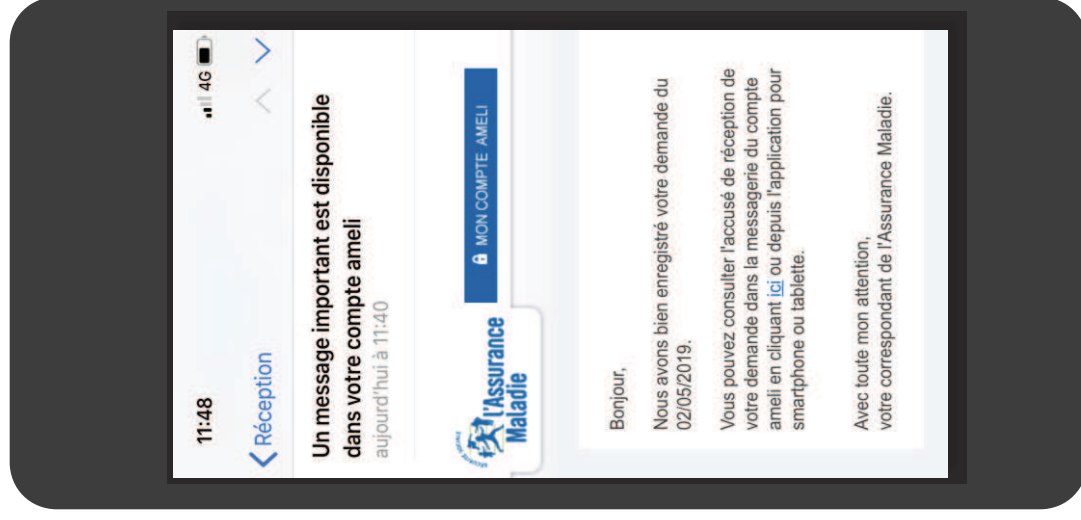 11:48
4G
Réception
Un message important est disponible
dans votre compte ameli
aujourd'hui à 11:40
l'Assurance
Maladie
MON COMPTE AMELI
Bonjour,
Nous avons bien enregistré votre demande du
02/05/2019.
Vous pouvez consulter l'accusé de réception de
votre demande dans la messagerie du compte
ameli en cliquant ici ou depuis l'application pour
smartphone ou tablette.
Avec toute mon attention,
votre correspondant de l'Assurance Maladie.